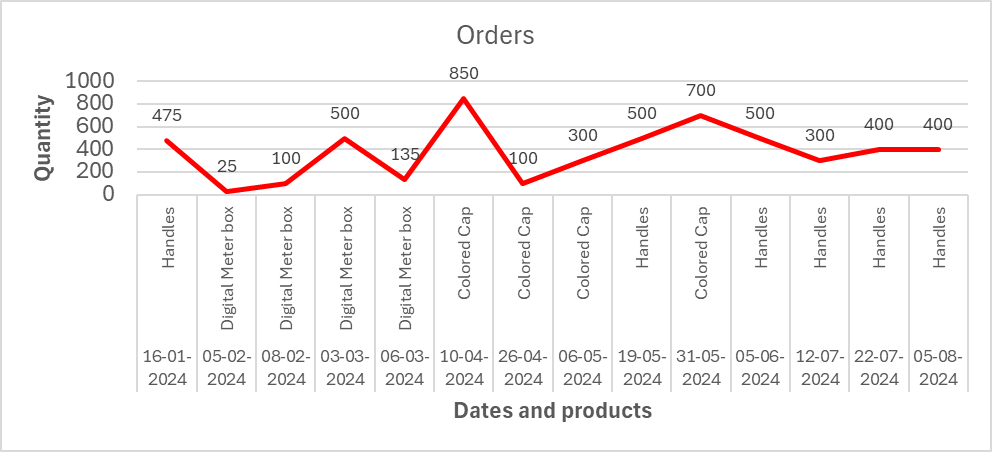 Orders
Quantity
1000
800
600
400
200
0
475
25
100
500
135
850
100
300
500
700
500
300
400
400
Handles
Digital Meter box
Digital Meter box
Digital Meter box
Digital Meter box
Colored Cap
Colored Cap
Colored Cap
Handles
Colored Cap
Handles
Handles
Handles
Handles
16-01-
2024
05-02-
2024
08-02-
2024
03-03-
2024
06-03-
2024
10-04-
2024
26-04-
2024
06-05-
2024
19-05-
2024
31-05-
2024
05-06-
2024
12-07-
2024
22-07-
2024
05-08-
2024
Dates and products